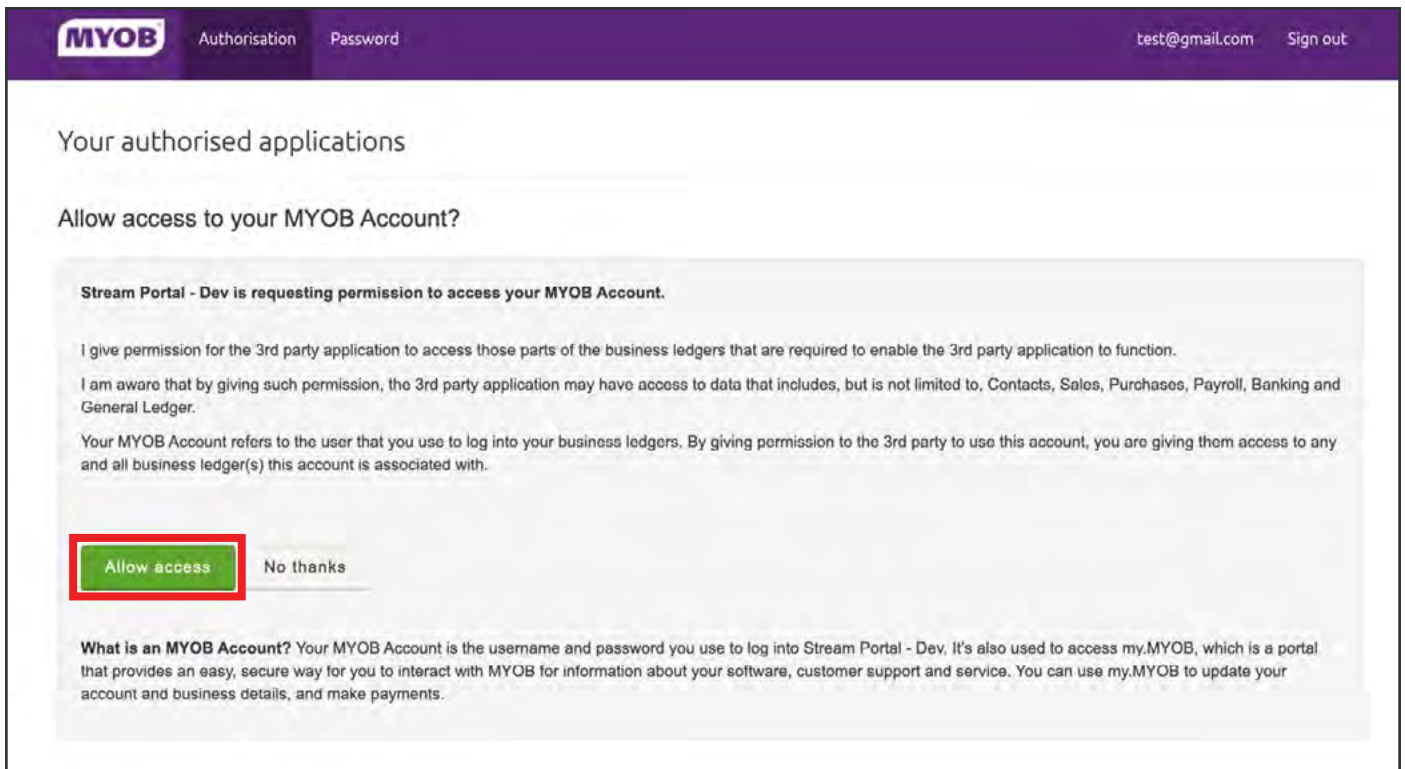 MYOB Authorisation Password test@gmail.com Sign out
Your authorised applications
Allow access to your MYOB Account?
Stream Portal - Dev is requesting permission to access your MYOB Account.
I give permission for the 3rd party application to access those parts of the business ledgers that are required to enable the 3rd party application to function.
I am aware that by giving such permission, the 3rd party application may have access to data that includes, but is not limited to, Contacts, Sales, Purchases, Payroll, Banking and
General Ledger.
Your MYOB Account refers to the user that you use to log into your business ledgers. By giving permission to the 3rd party to use this account, you are giving them access to any
and all business ledger(s) this account is associated with.
Allow access No thanks
What is an MYOB Account? Your MYOB Account is the username and password you use to log into Stream Portal - Dev. It's also used to access my.MYOB, which is a portal
that provides an easy, secure way for you to interact with MYOB for information about your software, customer support and service. You can use my.MYOB to update your
account and business details, and make payments.